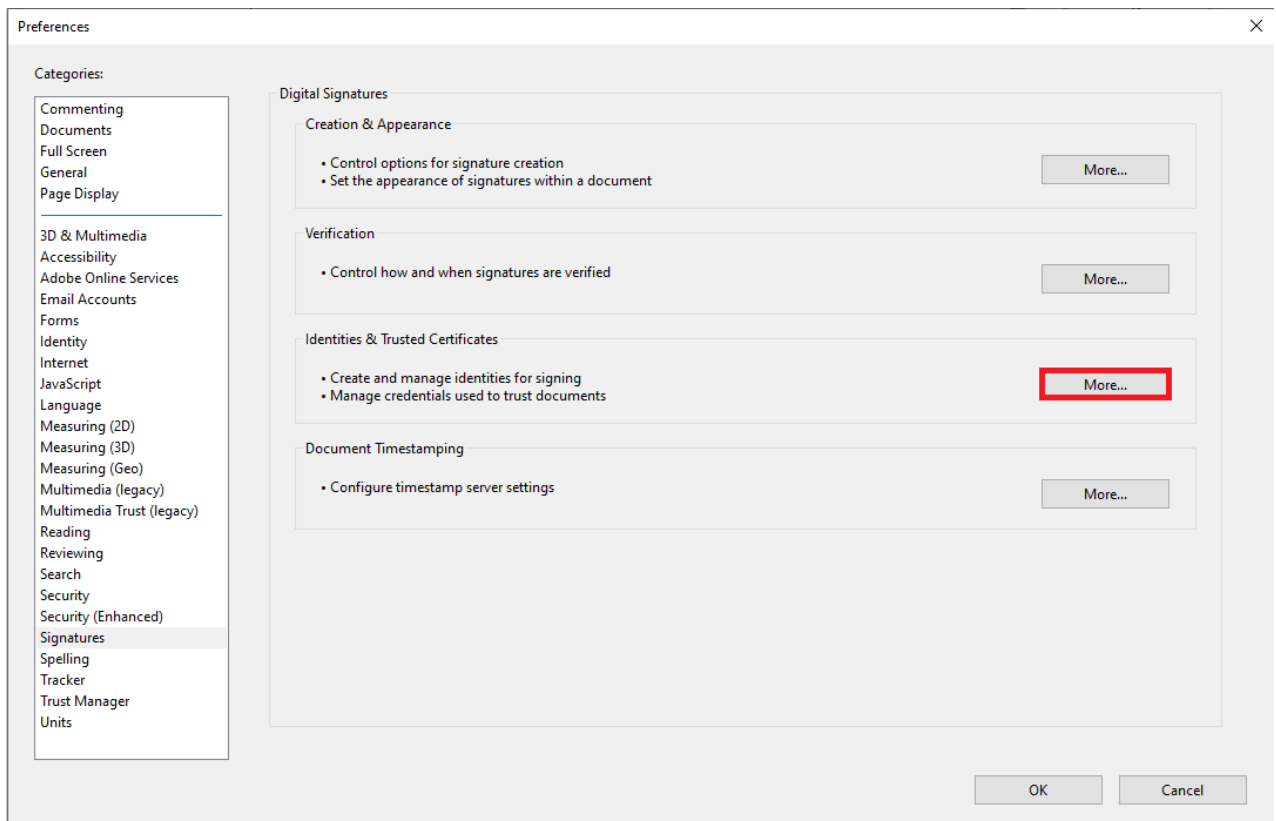 Preferences
Categories:
Commenting
Documents
Full Screen
General
Page Display
3D & Multimedia
Accessibility
Adobe Online Services
Email Accounts
Forms
Identity
Internet
JavaScript
Language
Measuring (2D)
Measuring (3D)
Measuring (Geo)
Multimedia (legacy)
Multimedia Trust (legacy)
Reading
Reviewing
Search
Security
Security (Enhanced)
Signatures
Spelling
Tracker
Trust Manager
Units
Digital Signatures
Creation & Appearance
• Control options for signature creation
• Set the appearance of signatures within a document
More...
Verification
• Control how and when signatures are verified
More...
Identities & Trusted Certificates
• Create and manage identities for signing
• Manage credentials used to trust documents
More...
Document Timestamping
• Configure timestamp server settings
More...
OK
Cancel